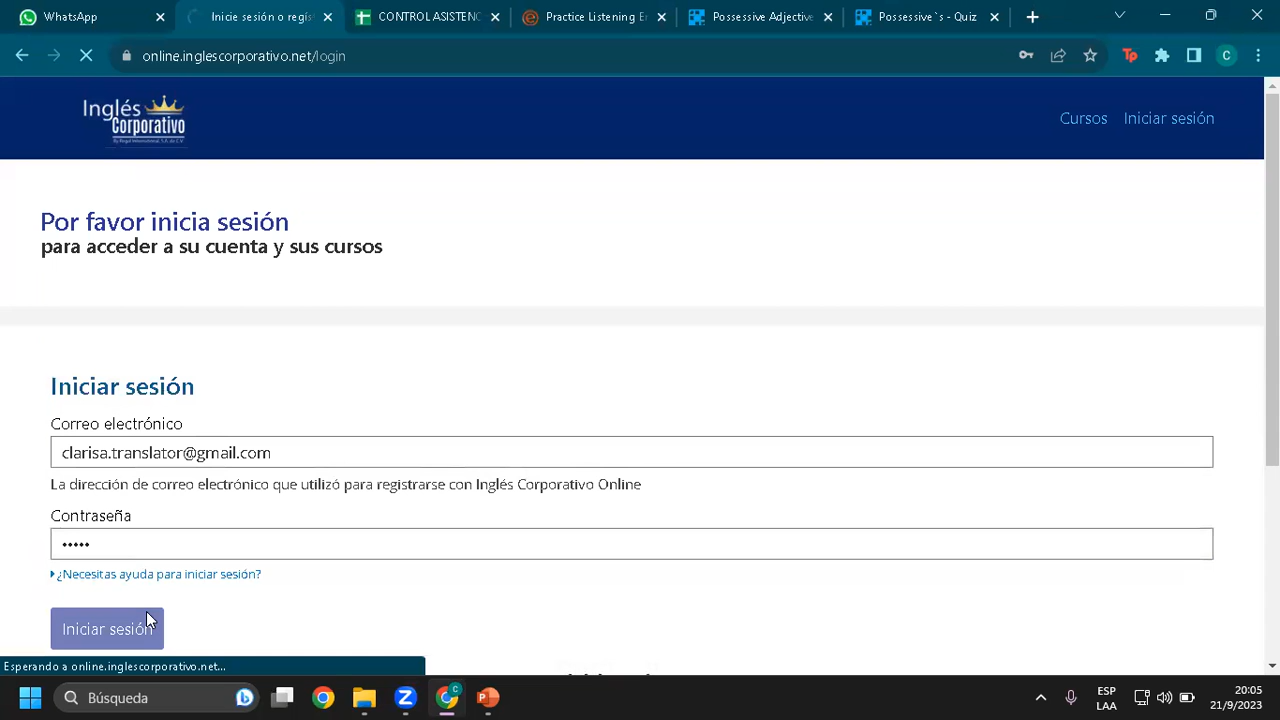 WhatsApp
Inicie sesión o regís
CONTROL ASISTENC
Practice Listening E
Possessive Adjective
Possessive`s - Quiz
online.inglescorporativo.net/login
Tp
C
Inglés
Corporativo
Cursos
Iniciar sesión
Por favor inicia sesión
para acceder a su cuenta y sus cursos
Iniciar sesión
Correo electrónico
clarisa.translator@gmail.com
La dirección de correo electrónico que utilizó para registrarse con Inglés Corporativo Online
Contraseña
•••••
¿Necesitas ayuda para iniciar sesión?
Iniciar sesión
Esperando a online.inglescorporativo.net...
Búsqueda
ESP
LAA
20:05
21/9/2023